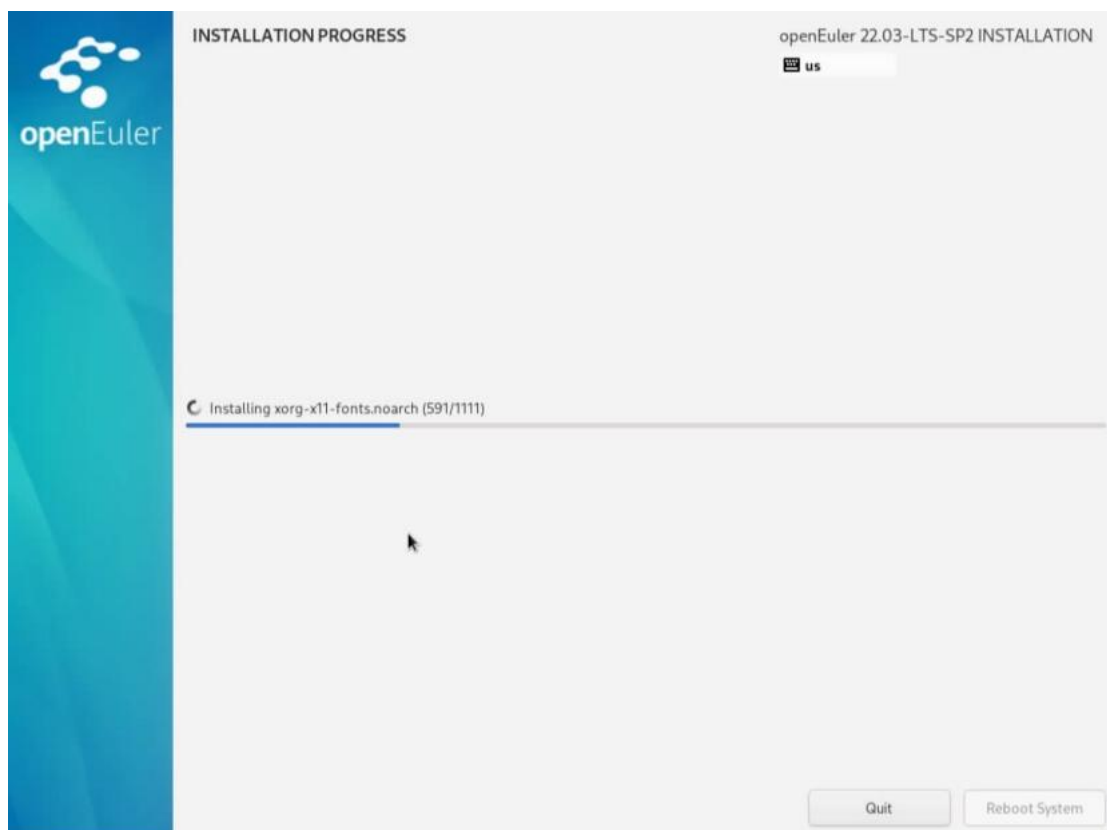 openEuler
INSTALLATION PROGRESS
openEuler 22.03-LTS-SP2 INSTALLATION
us
Installing xorg-x11-fonts.noarch (591/1111)
Quit
Reboot System